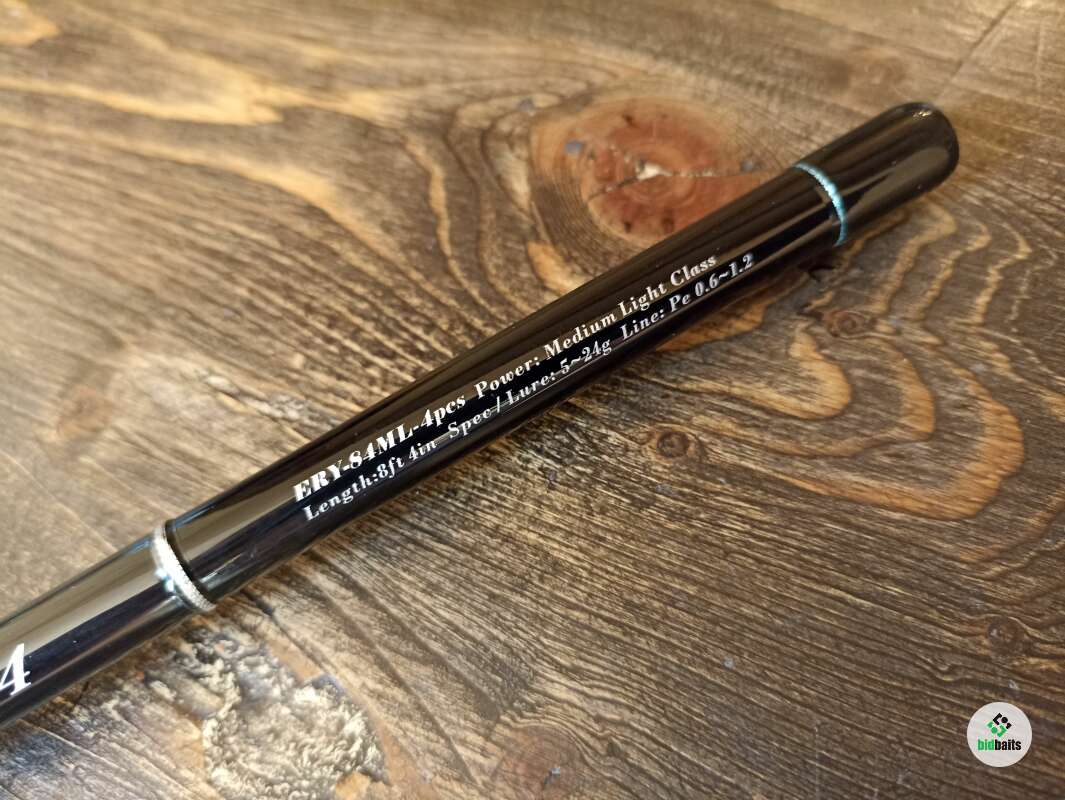 ERY-84ML-4pcs Power: Medium Light Class
Length:8ft 4in Spec/Lure: 5~24g Line: Pe 0.6~1.2
4
bidbaits